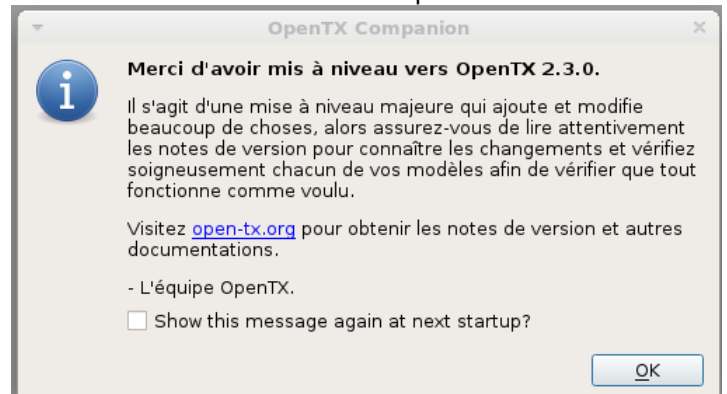 OpenTX Companion
Merci d'avoir mis à niveau vers OpenTX 2.3.0.
Il s'agit d'une mise à niveau majeure qui ajoute et modifie
beaucoup de choses, alors assurez-vous de lire attentivement
les notes de version pour connaître les changements et vérifiez
soigneusement chacun de vos modèles afin de vérifier que tout
fonctionne comme voulu.
Visitez open-tx.org pour obtenir les notes de version et autres
documentations.
- L'équipe OpenTX.
Show this message again at next startup?
OK